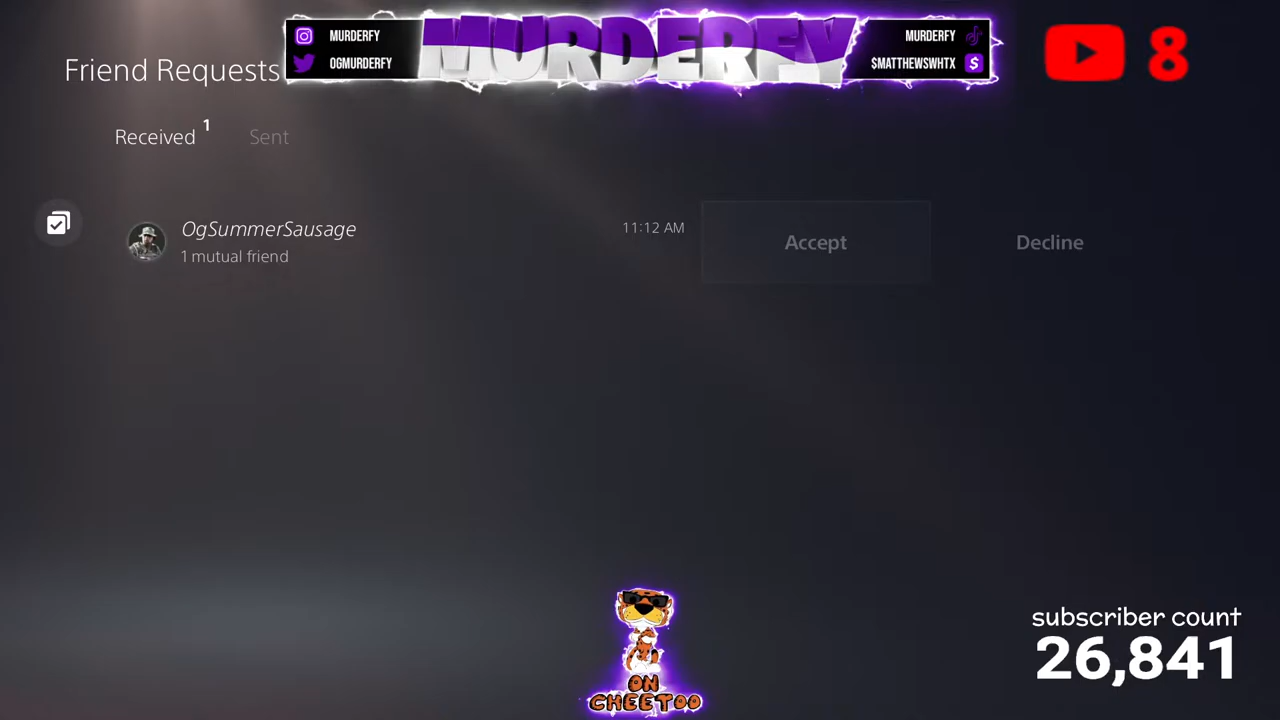 MURDERFY
OGMURDERFY
MURDERFY
MURDERFY
$MATTHEWSWHTX
8
Friend Requests
Received 1
Sent
OgSummerSausage
1 mutual friend
11:12 AM
Accept
Decline
ON
CHEETOO
subscriber count
26,841